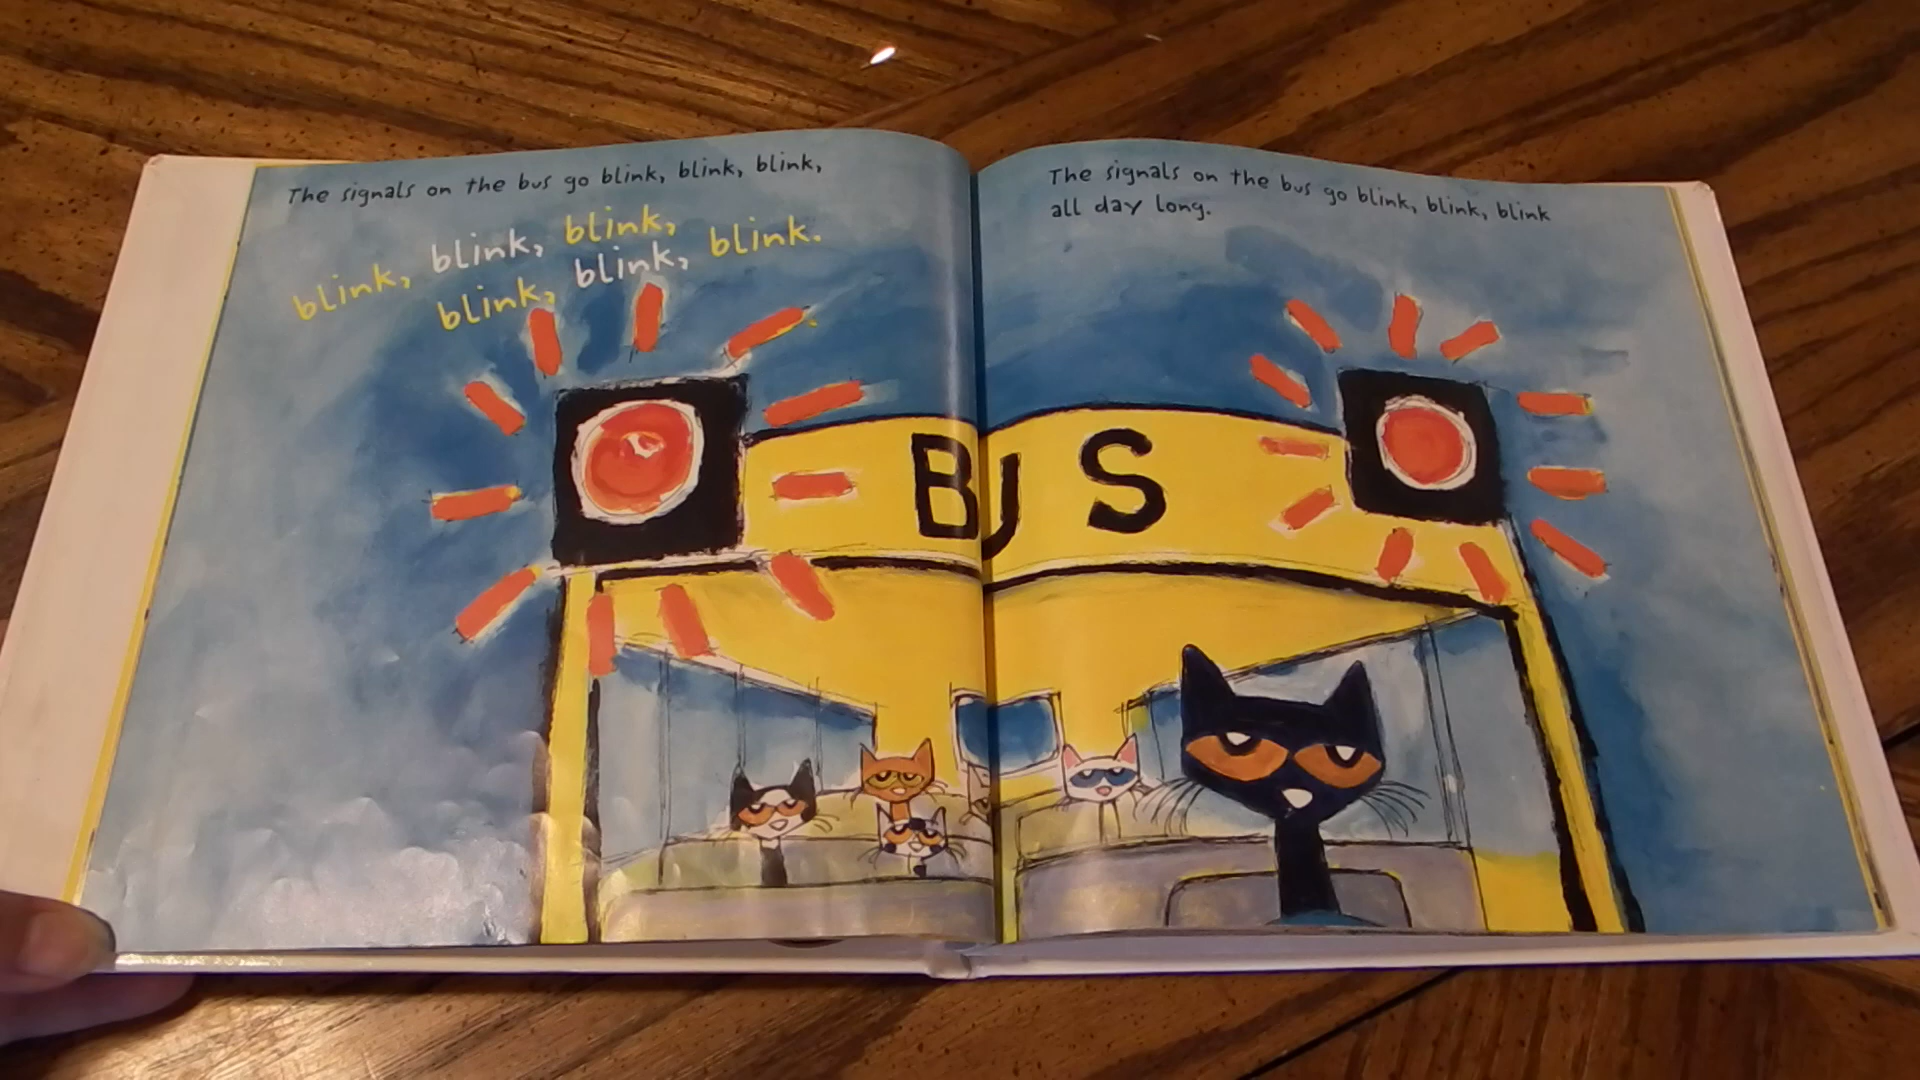 The signals on the bus go blink, blink, blink,
blink, blink, blink,
blink, blink, blink.
The signals on the bus go blink, blink, blink
all day long.
BUS